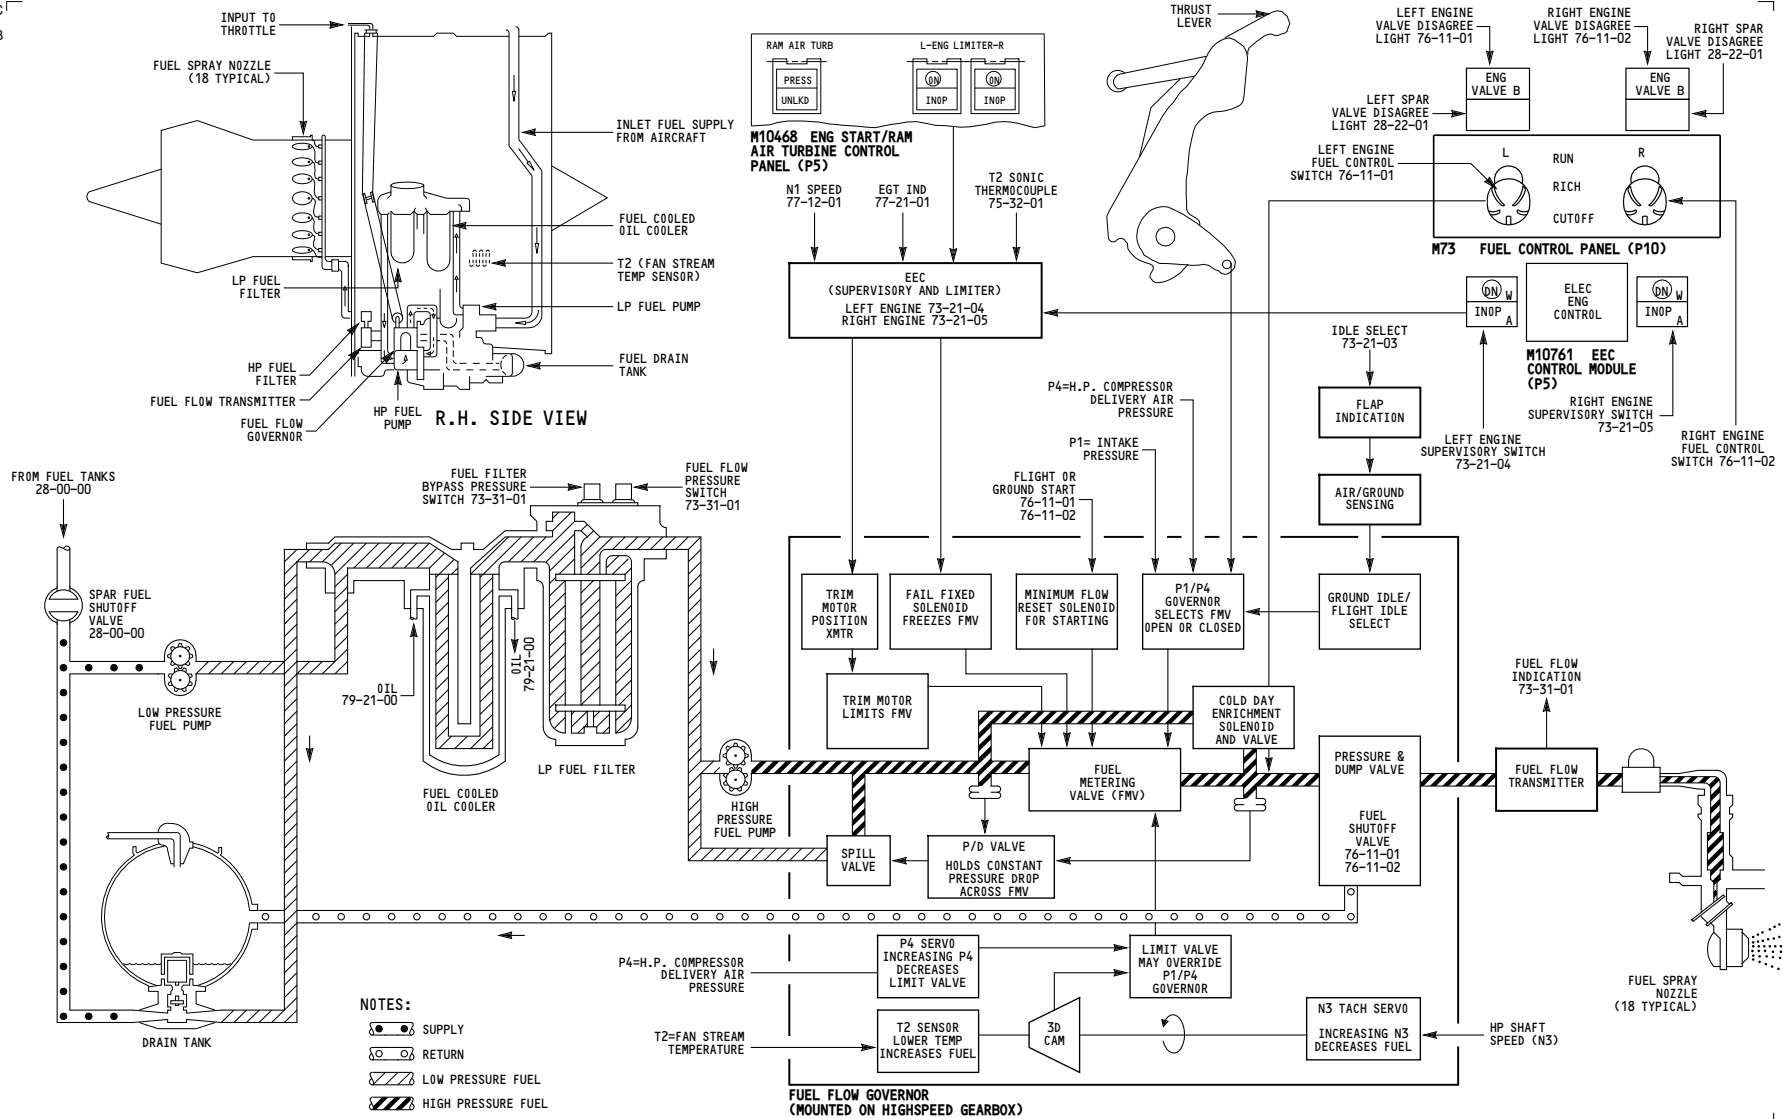 C
B
INPUT TO
THROTTLE
FUEL SPRAY NOZZLE
(18 TYPICAL)
INLET FUEL SUPPLY
FROM AIRCRAFT
FUEL COOLED
OIL COOLER
T2 (FAN STREAM
TEMP SENSOR)
LP FUEL
FILTER
LP FUEL PUMP
HP FUEL
FILTER
FUEL DRAIN
TANK
FUEL FLOW TRANSMITTER
FUEL FLOW
GOVERNOR
HP FUEL
PUMP
R.H. SIDE VIEW
RAM AIR TURB
L-ENG LIMITER-R
PRESS
UNLKD
ON
INOP
ON
INOP
M10468 ENG START/RAM
AIR TURBINE CONTROL
PANEL (P5)
N1 SPEED
77-12-01
EGT IND
77-21-01
T2 SONIC
THERMOCOUPLE
75-32-01
EEC
(SUPERVISORY AND LIMITER)
LEFT ENGINE 73-21-04
RIGHT ENGINE 73-21-05
THRUST
LEVER
LEFT ENGINE
VALVE DISAGREE
LIGHT 76-11-01
RIGHT ENGINE
VALVE DISAGREE
LIGHT 76-11-02
RIGHT SPAR
VALVE DISAGREE
LIGHT 28-22-01
ENG
VALVE B
ENG
VALVE B
LEFT SPAR
VALVE DISAGREE
LIGHT 28-22-01
LEFT ENGINE
FUEL CONTROL
SWITCH 76-11-01
L
RUN
RICH
CUTOFF
R
M73 FUEL CONTROL PANEL (P10)
DN W
INOP A
ELEC
ENG
CONTROL
DN W
INOP A
M10761 EEC
CONTROL MODULE
(P5)
IDLE SELECT
73-21-03
LEFT ENGINE
SUPERVISORY SWITCH
73-21-04
RIGHT ENGINE
SUPERVISORY SWITCH
73-21-05
RIGHT ENGINE
FUEL CONTROL
SWITCH 76-11-02
FLAP
INDICATION
AIR/GROUND
SENSING
P4=H.P. COMPRESSOR
DELIVERY AIR
PRESSURE
P1= INTAKE
PRESSURE
FLIGHT OR
GROUND START
76-11-01
76-11-02
FROM FUEL TANKS
28-00-00
FUEL FILTER
BYPASS PRESSURE
SWITCH 73-31-01
FUEL FLOW
PRESSURE
SWITCH
73-31-01
SPAR FUEL
SHUTOFF
VALVE
28-00-00
LOW PRESSURE
FUEL PUMP
OIL
79-21-00
OIL
79-21-00
FUEL COOLED
OIL COOLER
LP FUEL FILTER
HIGH
PRESSURE
FUEL PUMP
TRIM
MOTOR
POSITION
XMTR
FAIL FIXED
SOLENOID
FREEZES FMV
MINIMUM FLOW
RESET SOLENOID
FOR STARTING
P1/P4
GOVERNOR
SELECTS FMV
OPEN OR CLOSED
GROUND IDLE/
FLIGHT IDLE
SELECT
TRIM MOTOR
LIMITS FMV
COLD DAY
ENRICHMENT
SOLENOID
AND VALVE
FUEL
METERING
VALVE (FMV)
PRESSURE &
DUMP VALVE
FUEL
SHUTOFF
VALVE
76-11-01
76-11-02
FUEL FLOW
INDICATION
73-31-01
FUEL FLOW
TRANSMITTER
SPILL
VALVE
P/D VALVE
HOLDS CONSTANT
PRESSURE DROP
ACROSS FMV
P4=H.P. COMPRESSOR
DELIVERY AIR
PRESSURE
P4 SERVO
INCREASING P4
DECREASES
LIMIT VALVE
LIMIT VALVE
MAY OVERRIDE
P1/P4
GOVERNOR
T2=FAN STREAM
TEMPERATURE
T2 SENSOR
LOWER TEMP
INCREASES FUEL
3D
CAM
N3 TACH SERVO
INCREASING N3
DECREASES FUEL
HP SHAFT
SPEED (N3)
FUEL SPRAY
NOZZLE
(18 TYPICAL)
DRAIN TANK
NOTES:
SUPPLY
RETURN
LOW PRESSURE FUEL
HIGH PRESSURE FUEL
FUEL FLOW GOVERNOR
(MOUNTED ON HIGHSPEED GEARBOX)